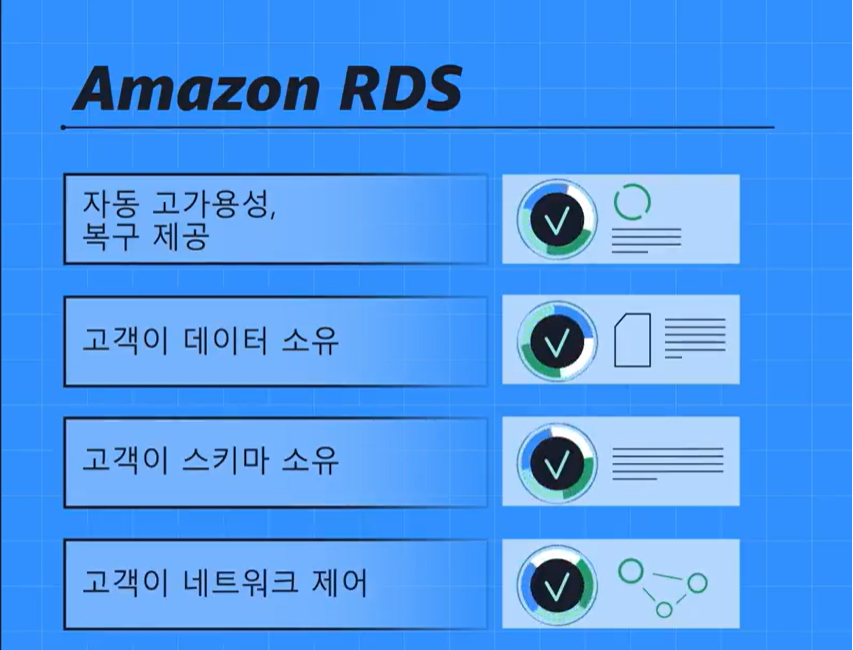 Amazon RDS
자동 고가용성,
복구 제공
고객이 데이터 소유
고객이 스키마 소유
고객이 네트워크 제어